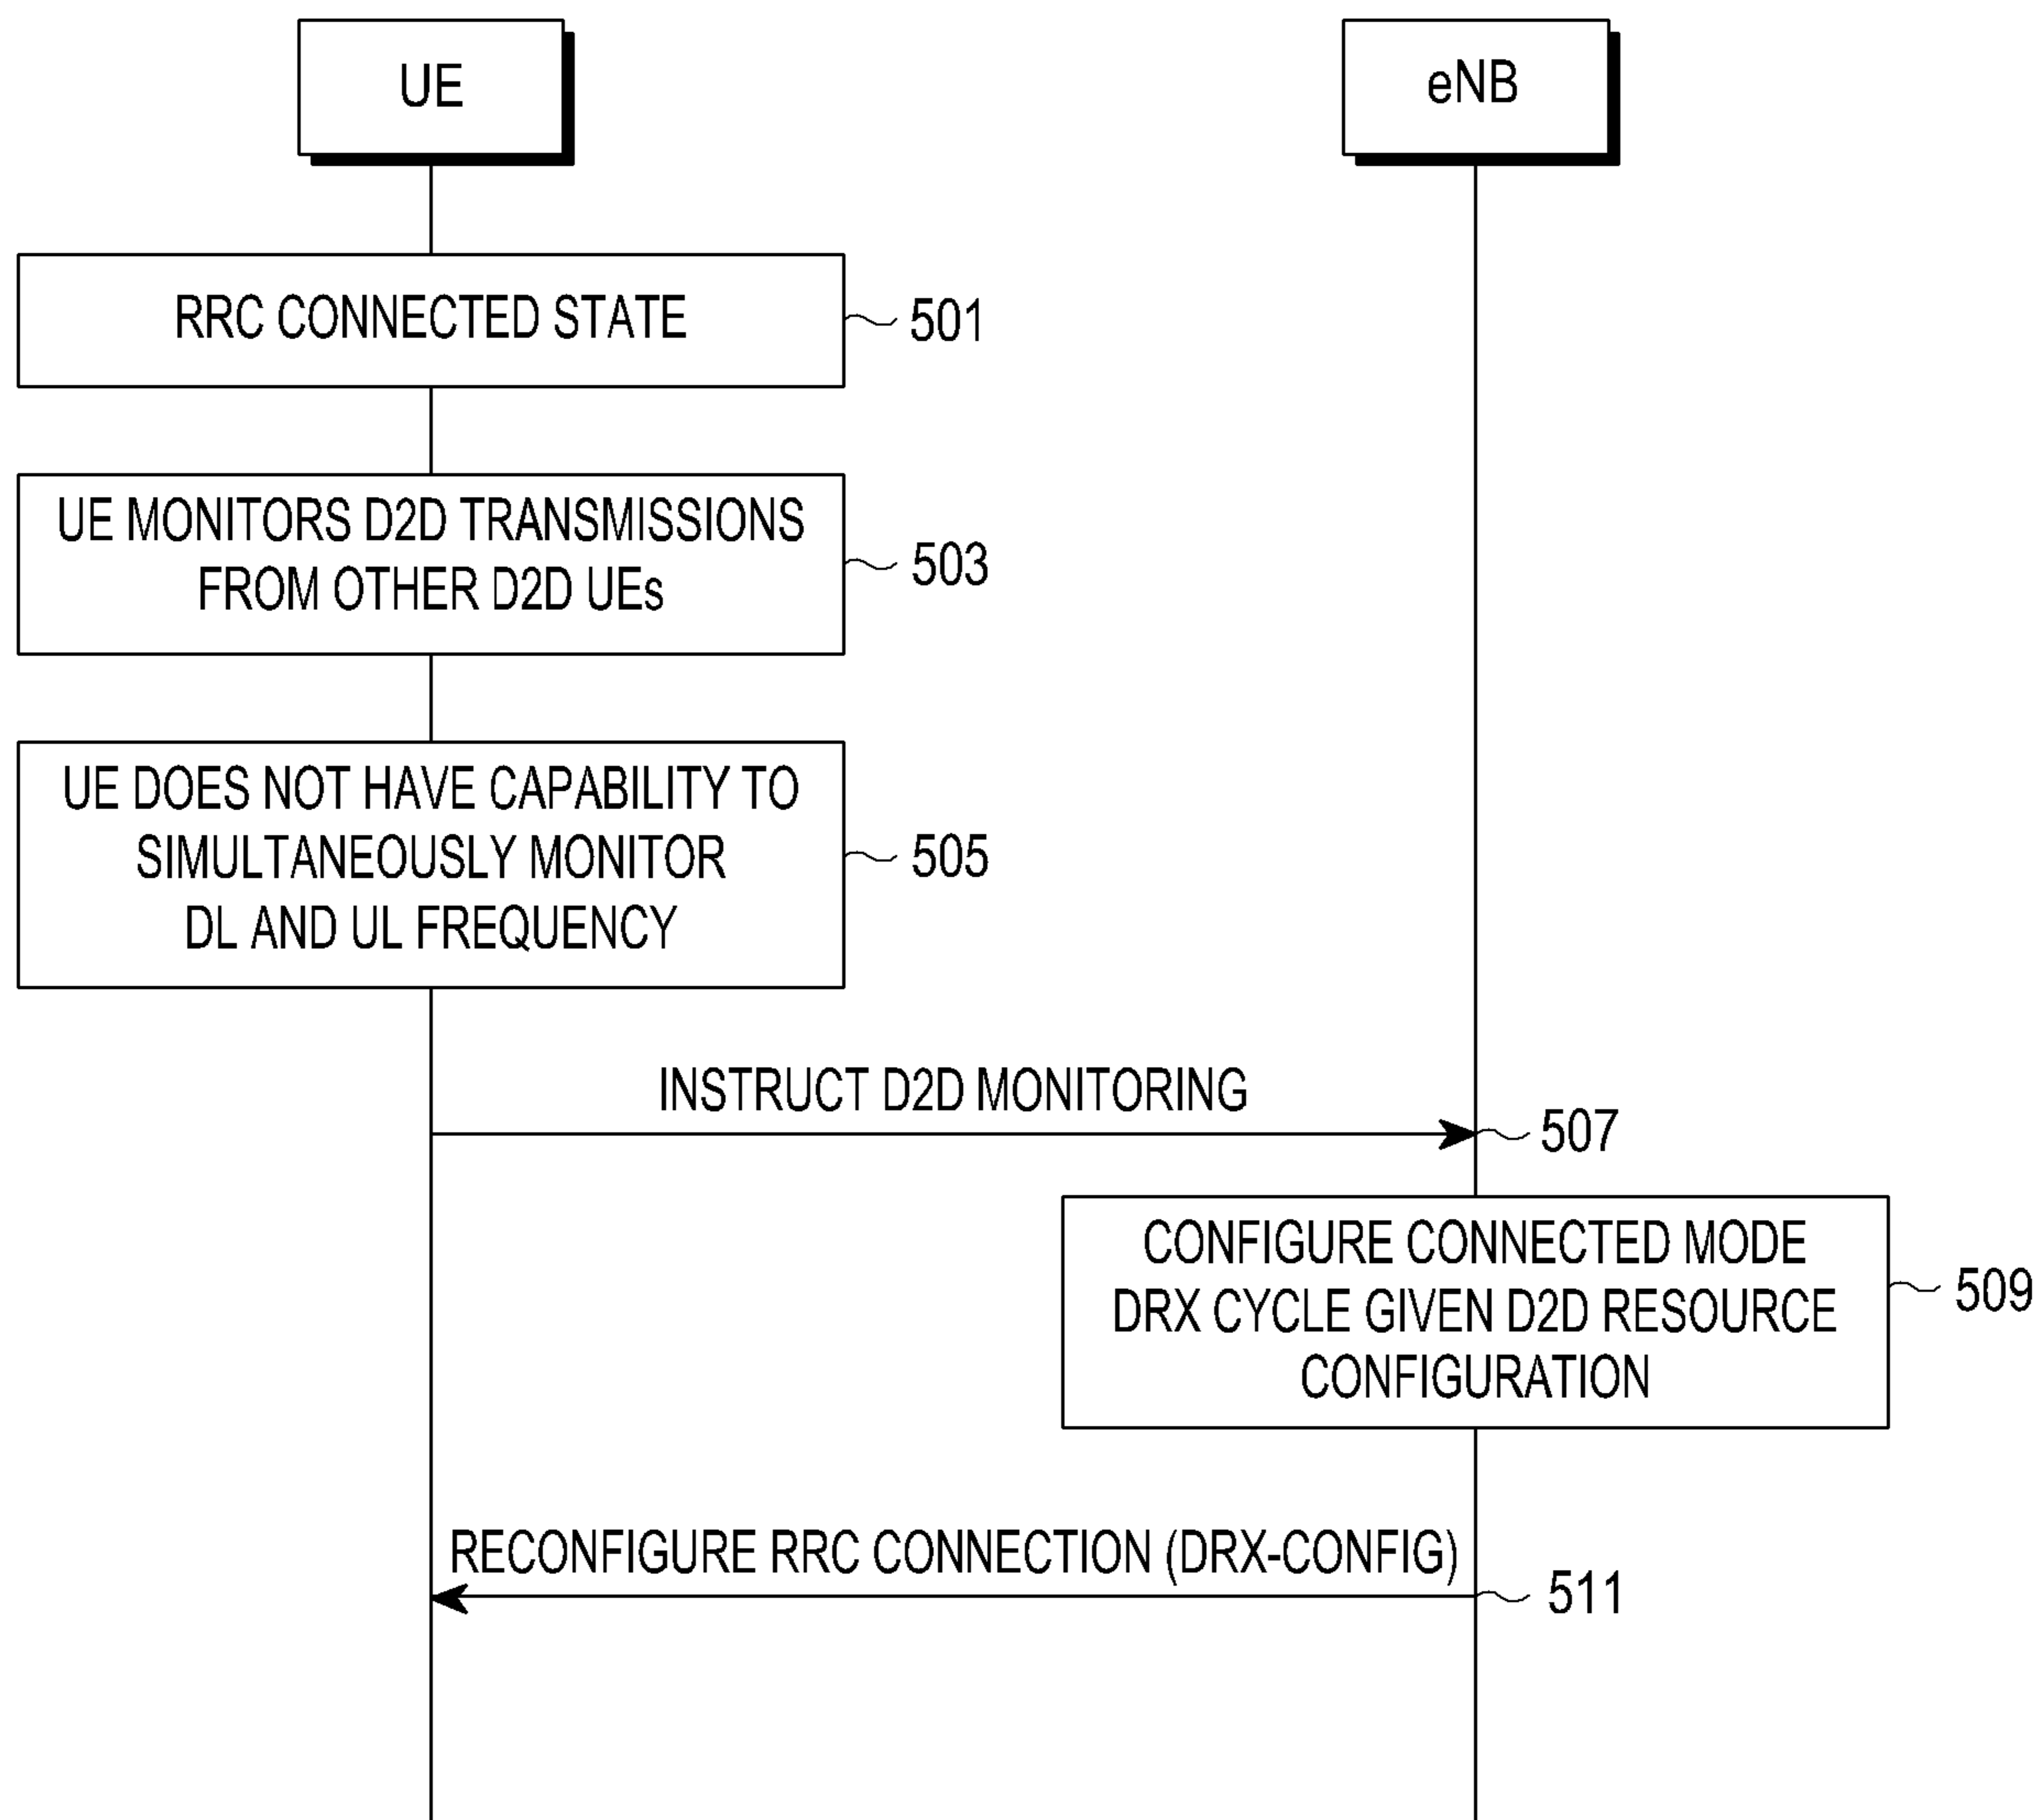 UE
eNB
RRC CONNECTED STATE
501
UE MONITORS D2D TRANSMISSIONS
FROM OTHER D2D UEs
503
UE DOES NOT HAVE CAPABILITY TO
SIMULTANEOUSLY MONITOR
DL AND UL FREQUENCY
505
INSTRUCT D2D MONITORING
507
CONFIGURE CONNECTED MODE
DRX CYCLE GIVEN D2D RESOURCE
CONFIGURATION
509
RECONFIGURE RRC CONNECTION (DRX-CONFIG)
511